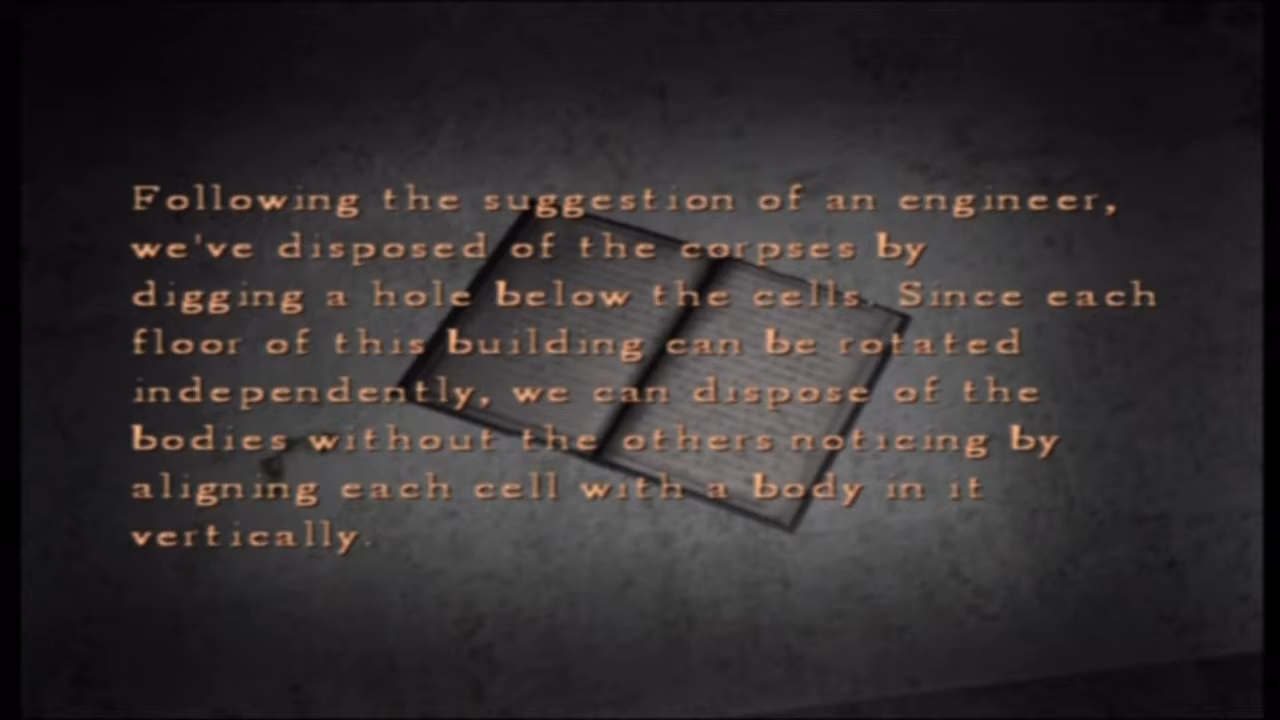 Following the suggestion of an engineer,
we've disposed of the corpses by
digging a hole below the cells. Since each
floor of this building can be rotated
independently, we can dispose of the
bodies without the others noticing by
aligning each cell with a body in it
vertically.